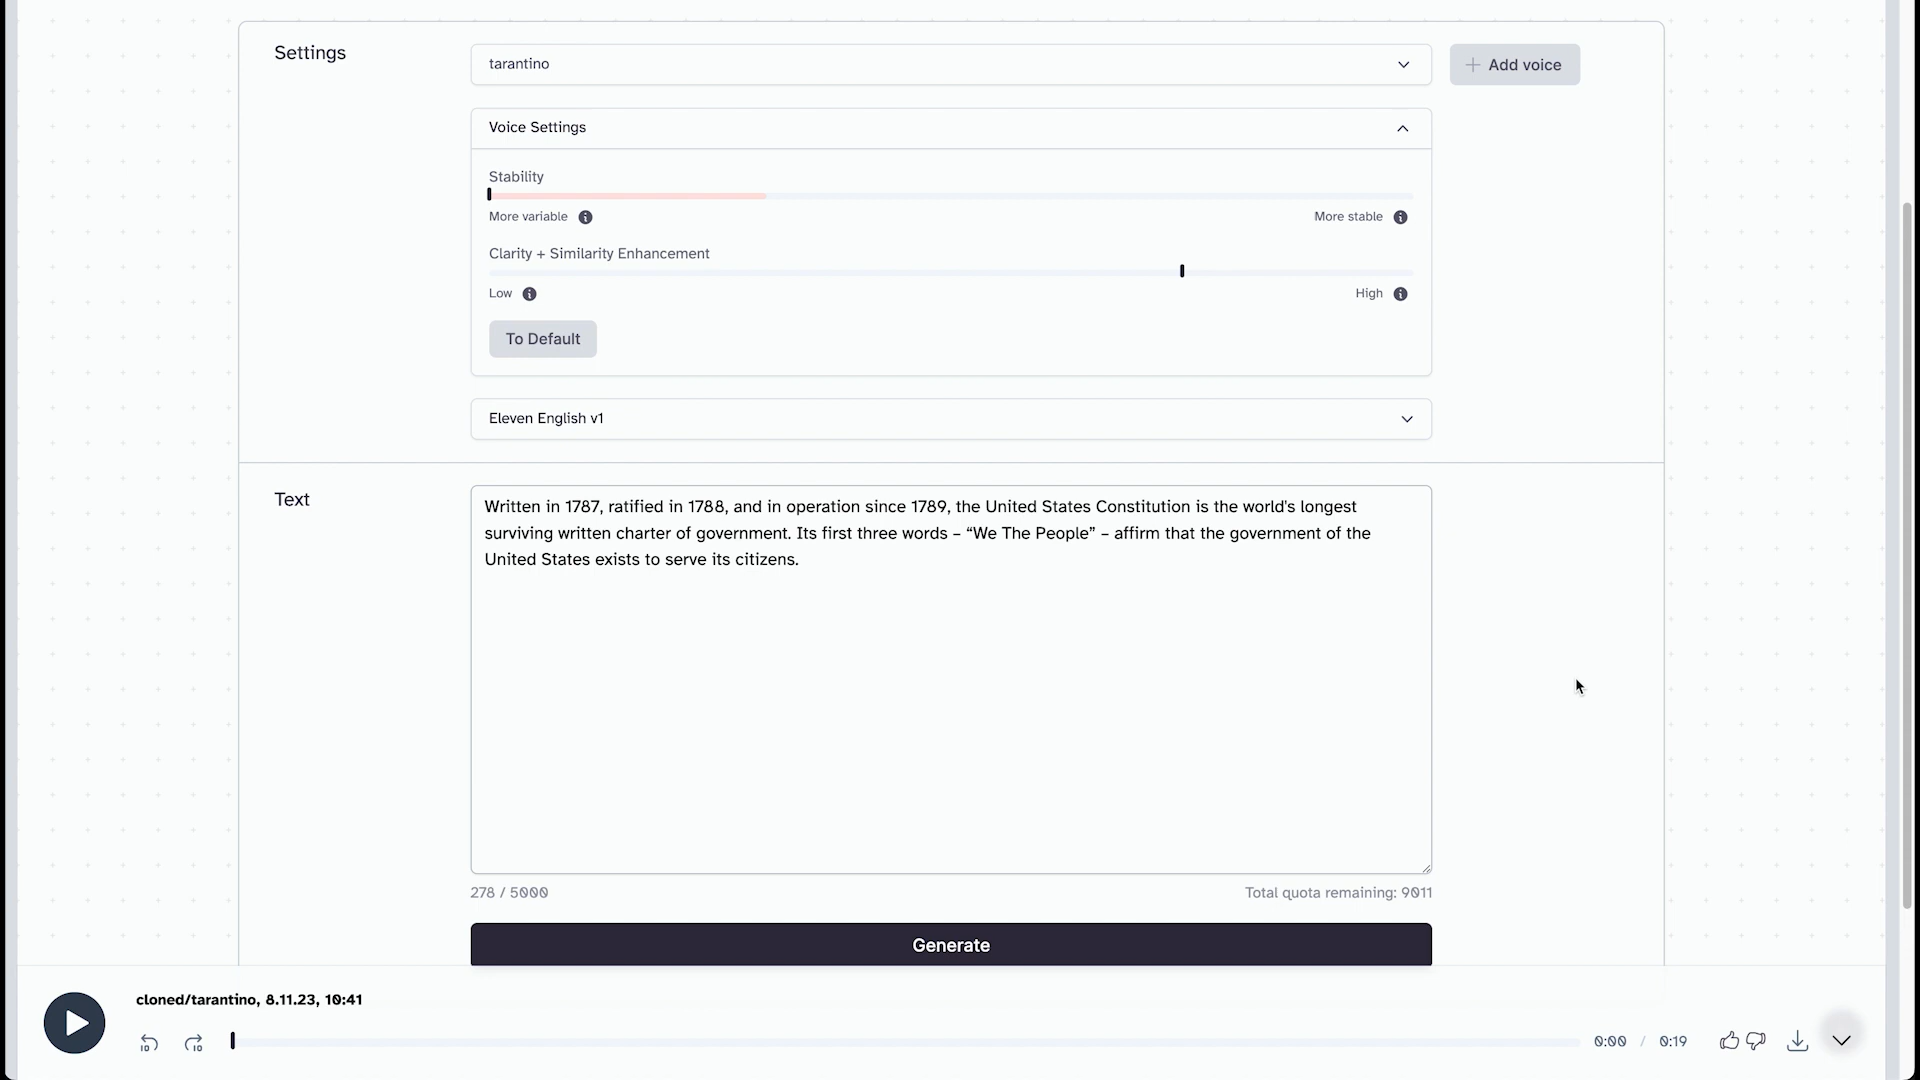 Settings
tarantino
Add voice
Voice Settings
Stability
More variable
More stable
Clarity + Similarity Enhancement
Low
High
To Default
Eleven English v1
Text
Written in 1787, ratified in 1788, and in operation since 1789, the United States Constitution is the world's longest
surviving written charter of government. Its first three words – “We The People” – affirm that the government of the
United States exists to serve its citizens.
278 / 5000
Total quota remaining: 9011
Generate
cloned/tarantino, 8.11.23, 10:41
10
10
0:00 / 0:19